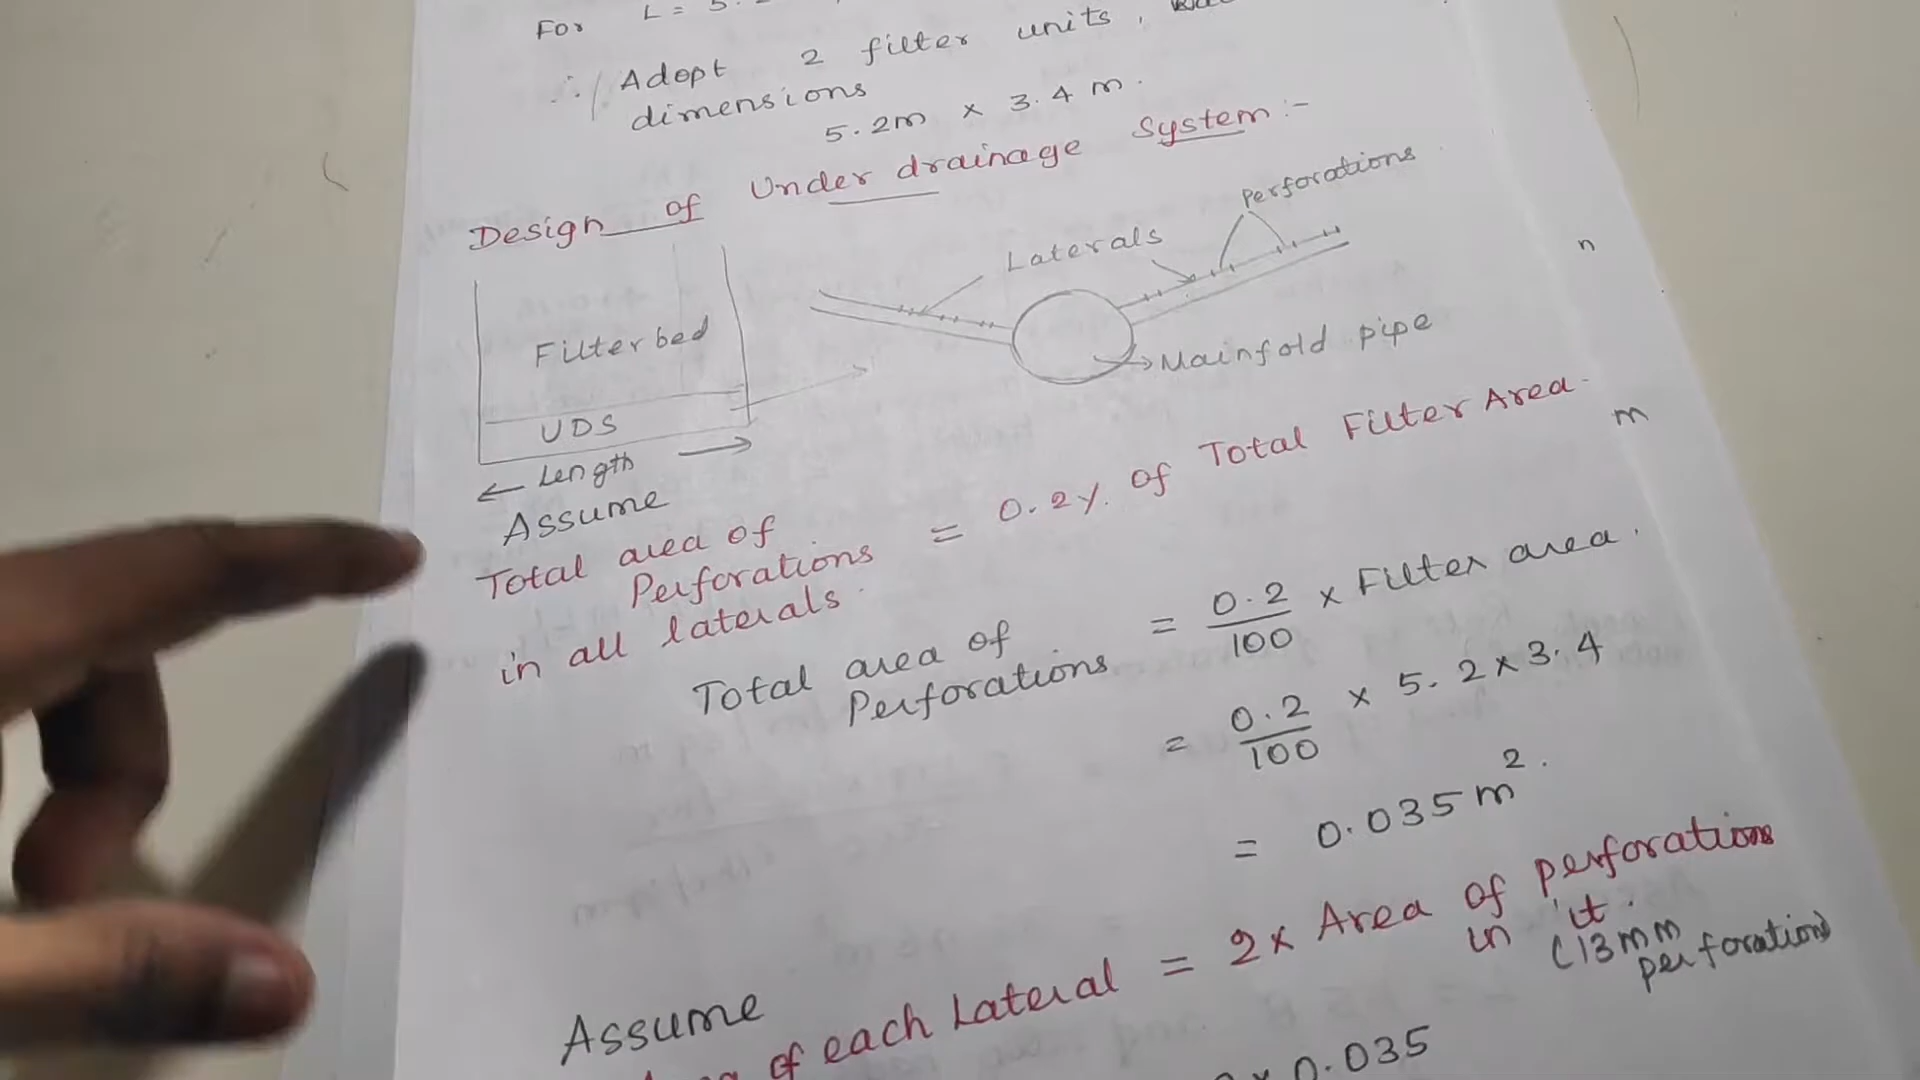 For L = 5.
∴ Adopt 2 filter units,
dimensions
5.2m x 3.4 m.
Design of Under drainage System :-
Perforations
Laterals
n
Filter bed
Mainfold pipe
UDS
Length
m
Assume
Total area of Perforations in all laterals = 0.2%. of Total Filter Area.
Total area of Perforations = 0.2/100 x Filter area.
= 0.2/100 x 5.2 x 3.4
= 0.035 m².
Assume
of each Lateral = 2 x Area of perforations in it.
(13mm perforations)
x 0.035